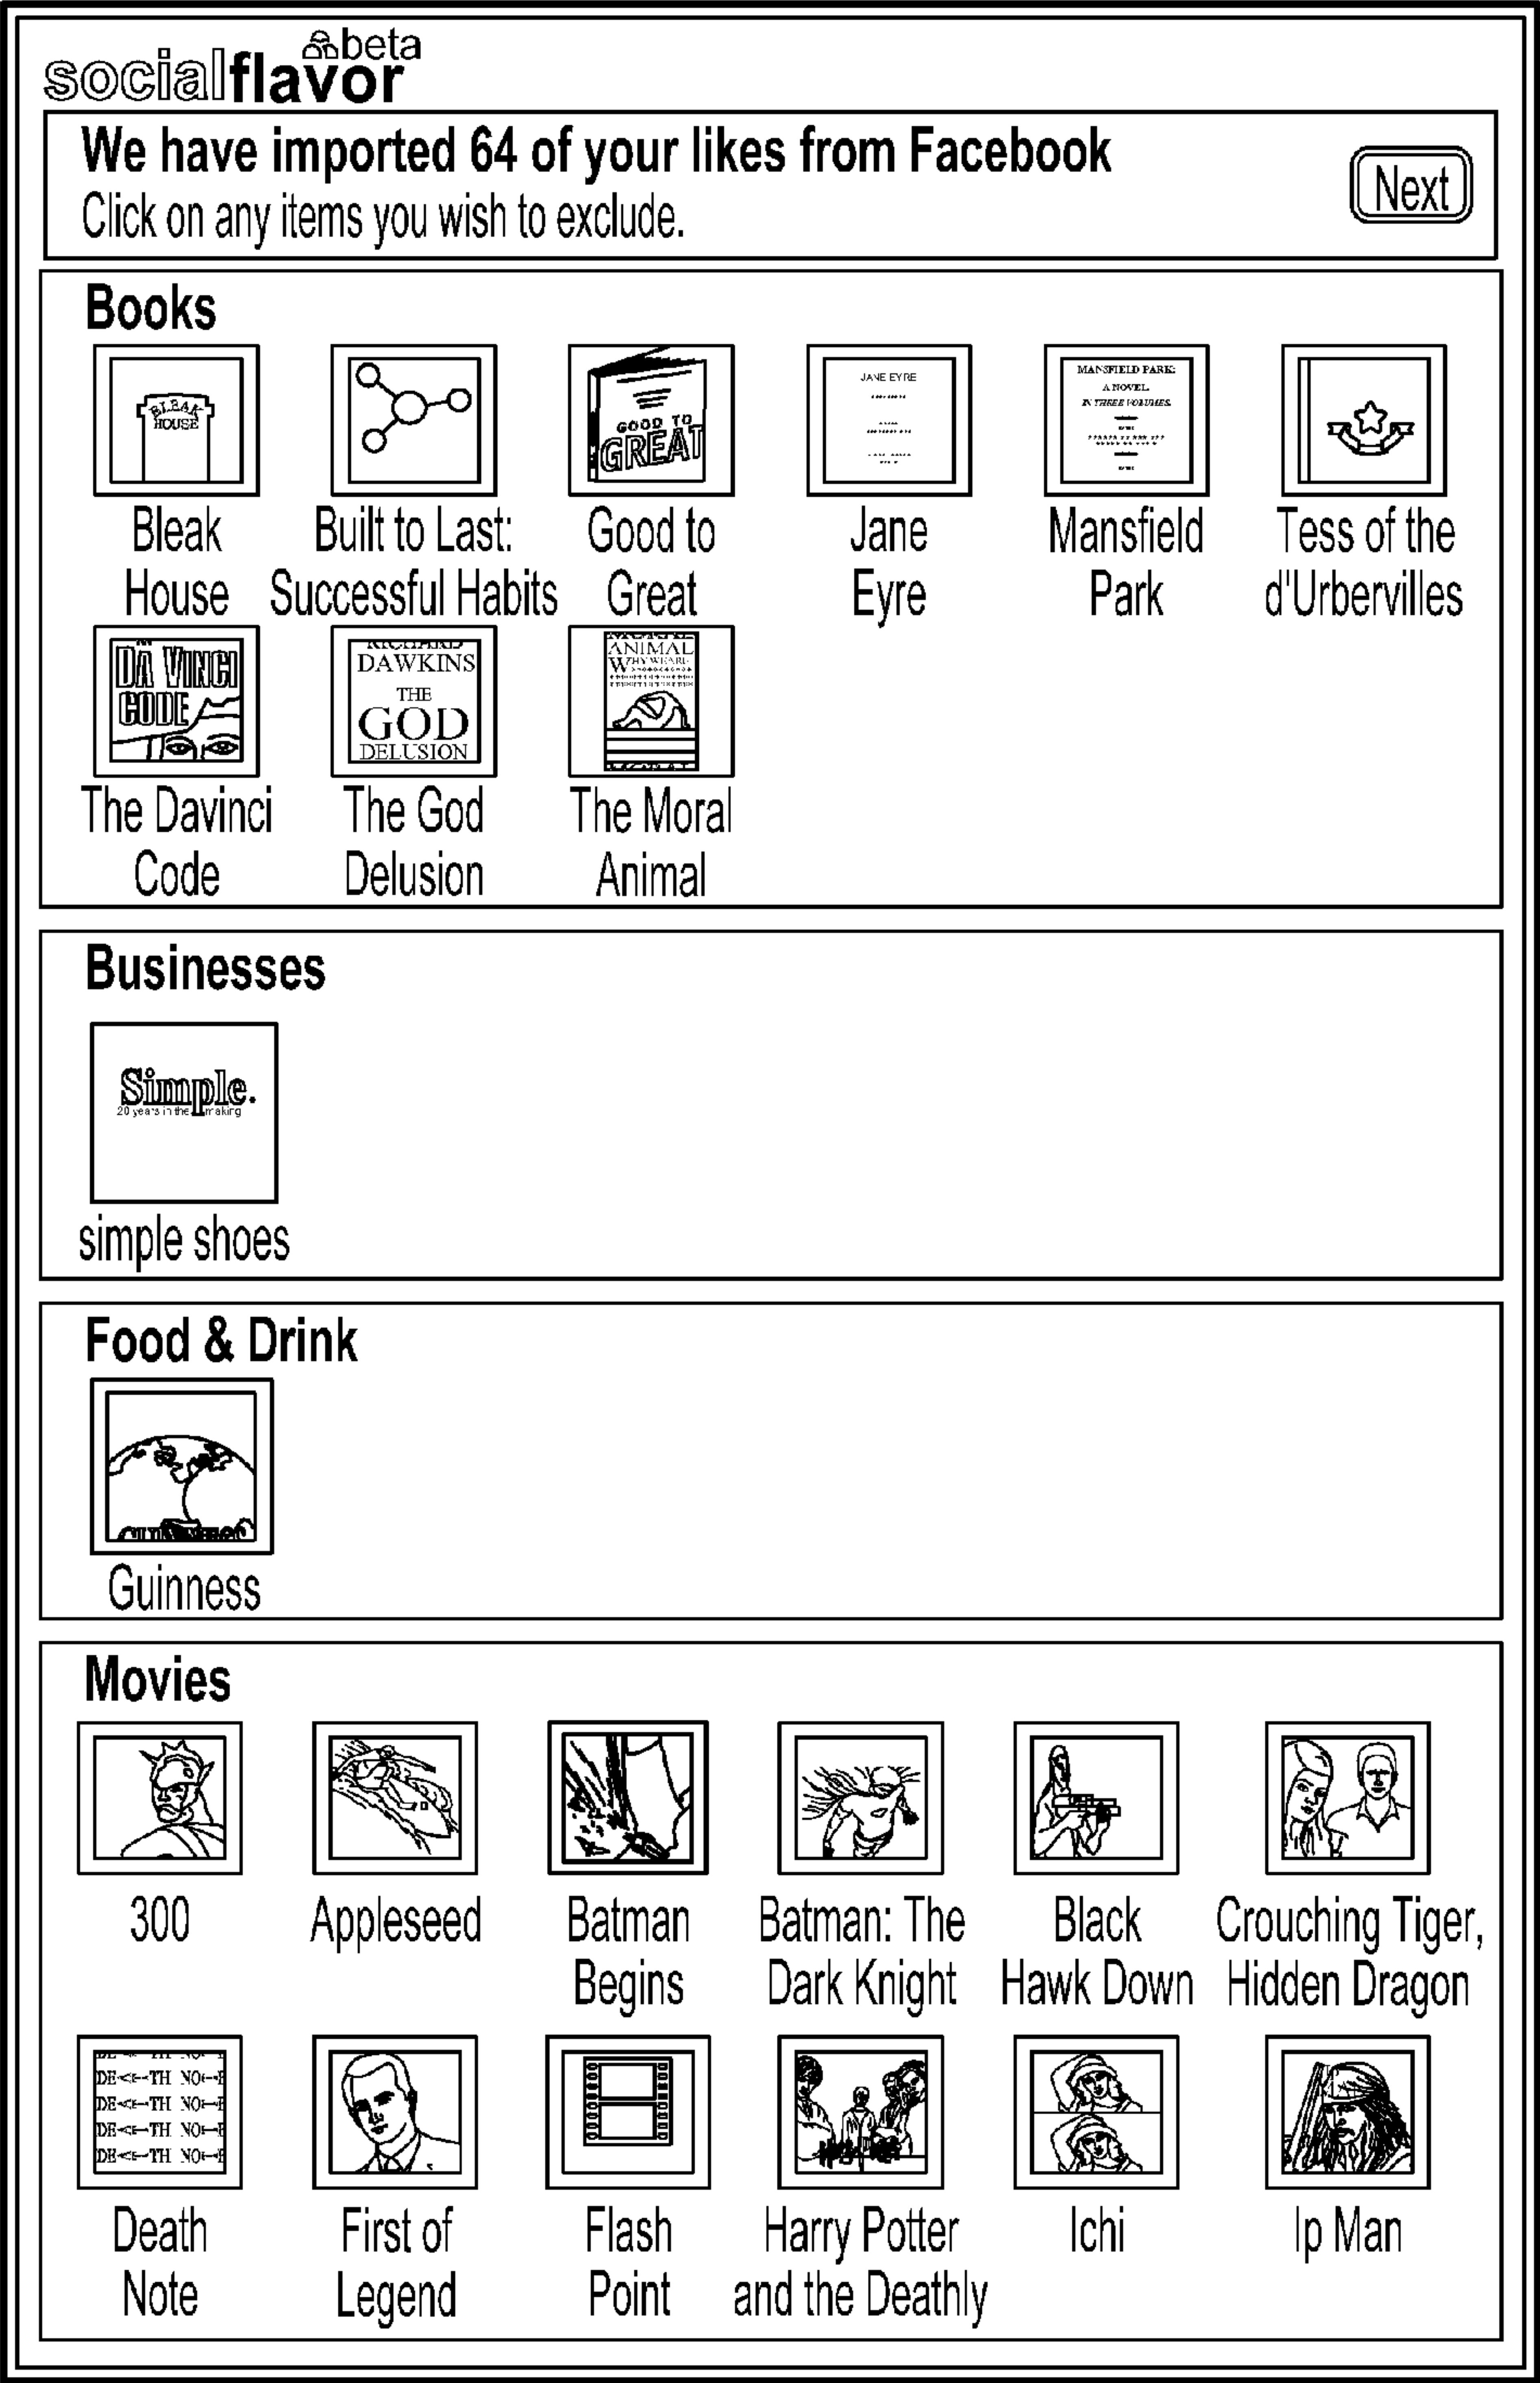 beta
socialflavor
We have imported 64 of your likes from Facebook
Click on any items you wish to exclude.
Next
Books
BLEAK
HOUSE
GOOD TO
GREAT
JANE EYRE
MANSFIELD PARK:
A NOVEL.
IN THREE VOLUMES.
Bleak House
Built to Last: Successful Habits
Good to Great
Jane Eyre
Mansfield Park
Tess of the d'Urbervilles
DA VINCI
CODE
RICHARD
DAWKINS
THE
GOD
DELUSION
ANIMAL
WHY WE ARE
The Davinci Code
The God Delusion
The Moral Animal
Businesses
Simple.
20 years in the making
simple shoes
Food & Drink
Guinness
Movies
300
Appleseed
Batman Begins
Batman: The Dark Knight
Black Hawk Down
Crouching Tiger, Hidden Dragon
Death Note
First of Legend
Flash Point
Harry Potter and the Deathly
Ichi
Ip Man